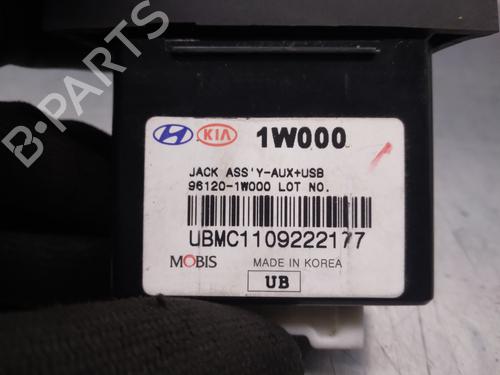 KIA 1W000
JACK ASS'Y-AUX+USB
96120-1W000 LOT NO.
UBMC1109222177
MOBIS MADE IN KOREA
UB
B-PARTS